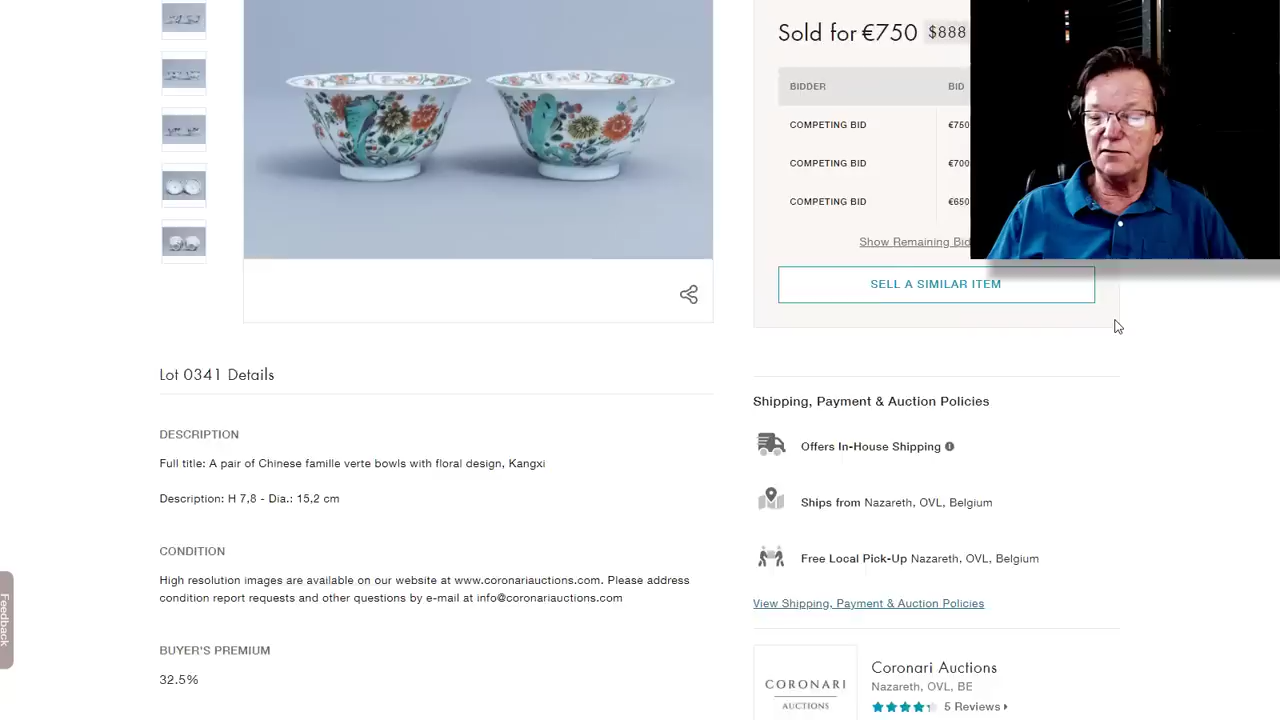 Sold for €750 $888
BIDDER BID
COMPETING BID €750
COMPETING BID €700
COMPETING BID €650
Show Remaining Bid
SELL A SIMILAR ITEM
Lot 0341 Details
DESCRIPTION
Full title: A pair of Chinese famille verte bowls with floral design, Kangxi
Description: H 7,8 - Dia.: 15,2 cm
CONDITION
High resolution images are available on our website at www.coronariauctions.com. Please address
condition report requests and other questions by e-mail at info@coronariauctions.com
BUYER'S PREMIUM
32.5%
Shipping, Payment & Auction Policies
Offers In-House Shipping
Ships from Nazareth, OVL, Belgium
Free Local Pick-Up Nazareth, OVL, Belgium
View Shipping, Payment & Auction Policies
CORONARI
AUCTIONS
Coronari Auctions
Nazareth, OVL, BE
5 Reviews
Feedback